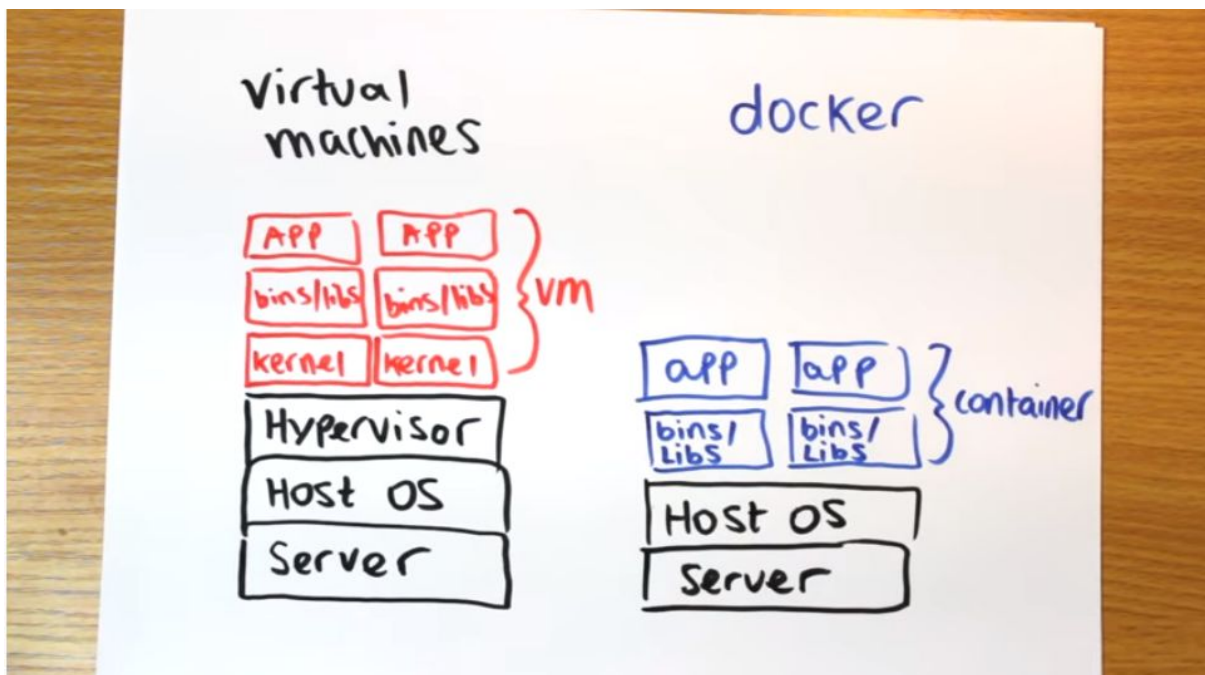 virtual
machines
APP APP
bins/libs bins/libs
vm
kernel kernel
Hypervisor
Host OS
Server
docker
app app
container
bins/ bins/
Libs Libs
Host OS
server